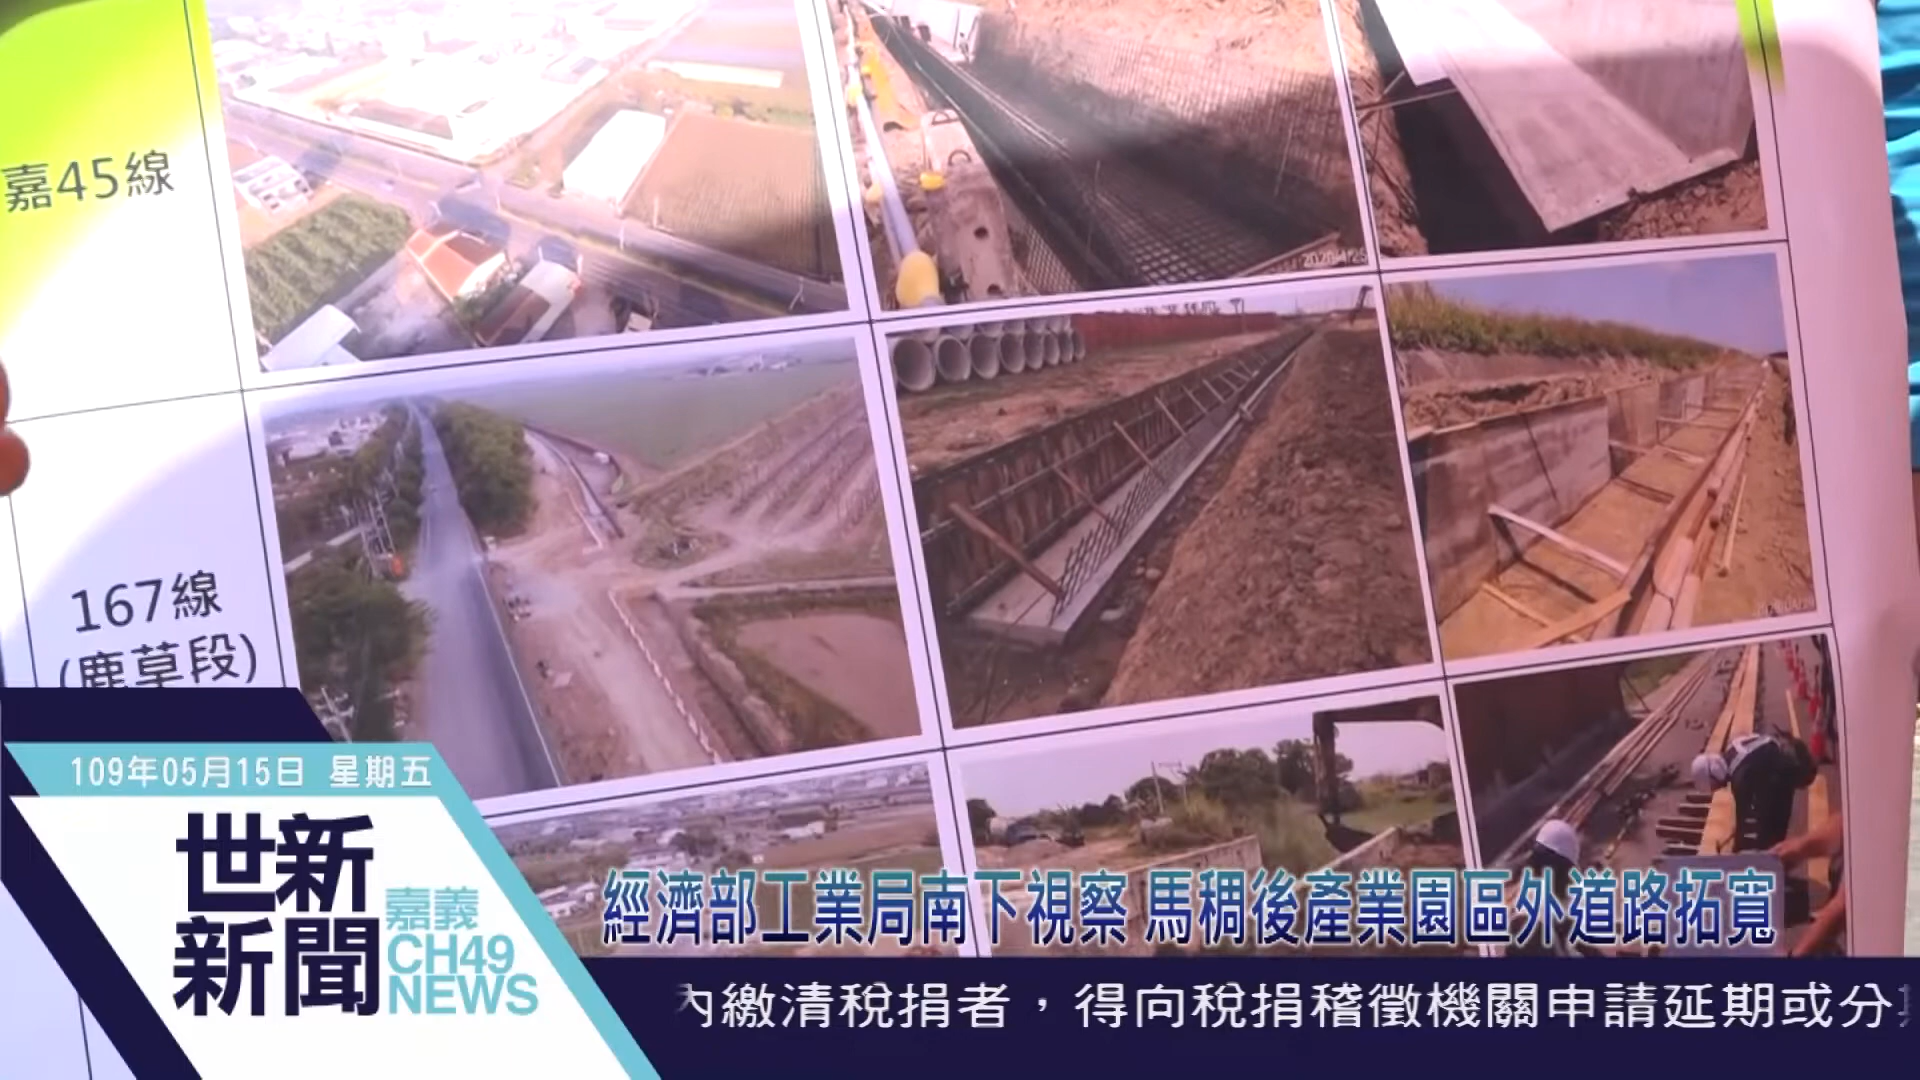 嘉45線
2020/4/25
167線
(鹿草段)
109年05月15日 星期五
世新
新聞
嘉義
CH49
NEWS
經濟部工業局南下視察 馬稠後產業園區外道路拓寬
內繳清稅捐者，得向稅捐稽徵機關申請延期或分